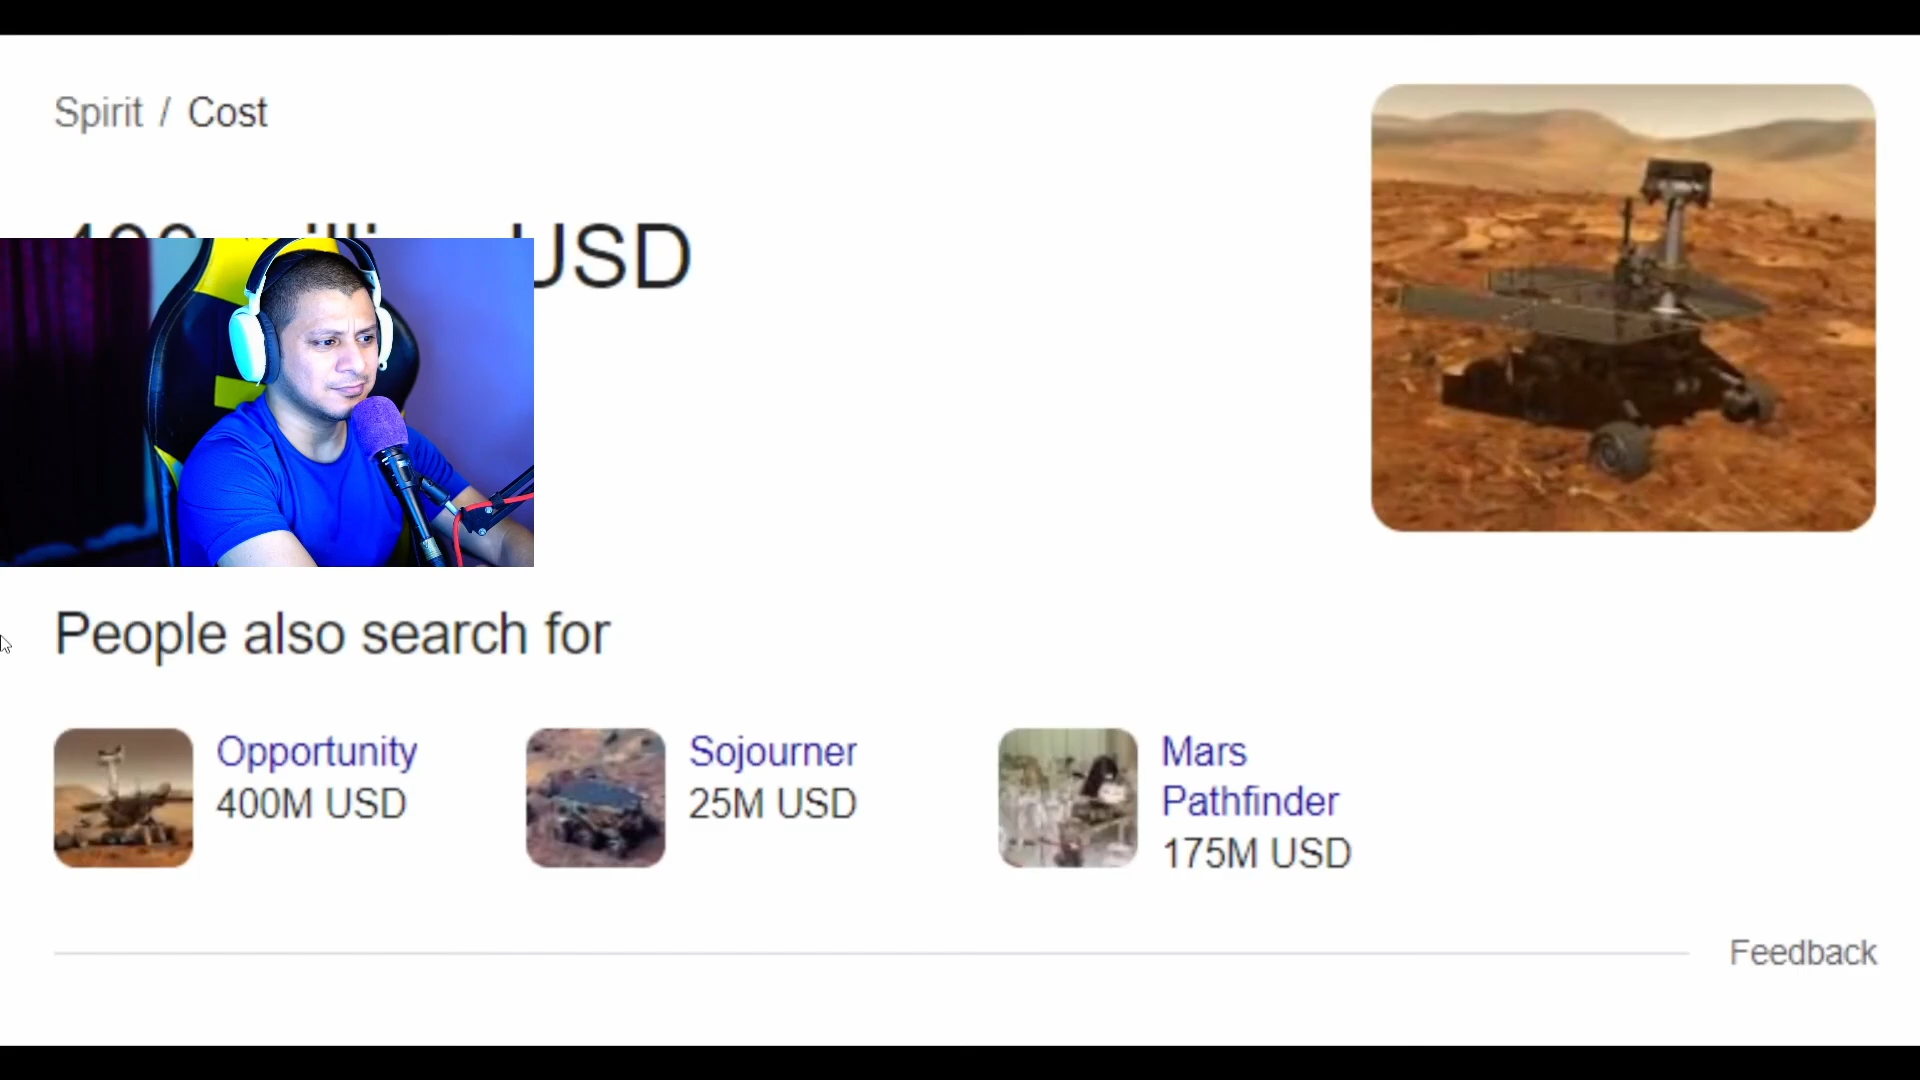 Spirit / Cost
USD
People also search for
Opportunity
400M USD
Sojourner
25M USD
Mars
Pathfinder
175M USD
Feedback